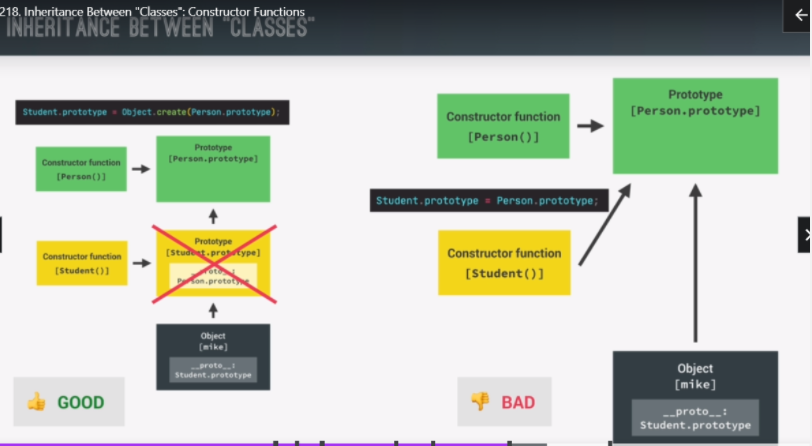 218. Inheritance Between "Classes": Constructor Functions
INHERITANCE BETWEEN "CLASSES"
Student.prototype = Object.create(Person.prototype);
Constructor function
[Person()]
Prototype
[Person.prototype]
Constructor function
[Student()]
Prototype
[Student.prototype]
__proto__:
Person.prototype
Object
[mike]
__proto__:
Student.prototype
👍 GOOD
Constructor function
[Person()]
Prototype
[Person.prototype]
Student.prototype = Person.prototype;
Constructor function
[Student()]
Object
[mike]
__proto__:
Student.prototype
👎 BAD